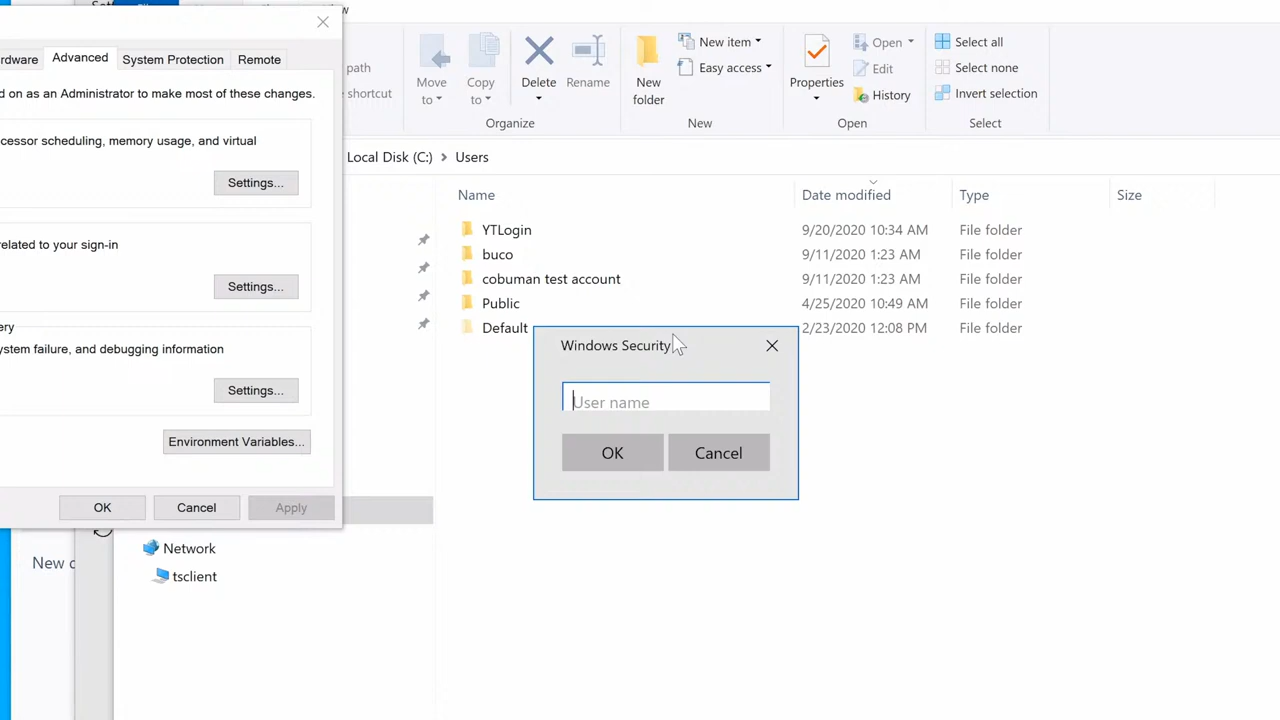 rdware
Advanced
System Protection
Remote
d on as an Administrator to make most of these changes.
cessor scheduling, memory usage, and virtual
Settings...
related to your sign-in
Settings...
ery
ystem failure, and debugging information
Settings...
Environment Variables...
OK
Cancel
Apply
New
path
shortcut
Move to
Copy to
Delete
Rename
Organize
New folder
New item
Easy access
New
Properties
Open
Edit
History
Open
Select all
Select none
Invert selection
Select
Local Disk (C:) > Users
Name
Date modified
Type
Size
YTLogin 9/20/2020 10:34 AM File folder
buco 9/11/2020 1:23 AM File folder
cobuman test account 9/11/2020 1:23 AM File folder
Public 4/25/2020 10:49 AM File folder
Default 2/23/2020 12:08 PM File folder
Windows Security
User name
OK
Cancel
Network
tsclient